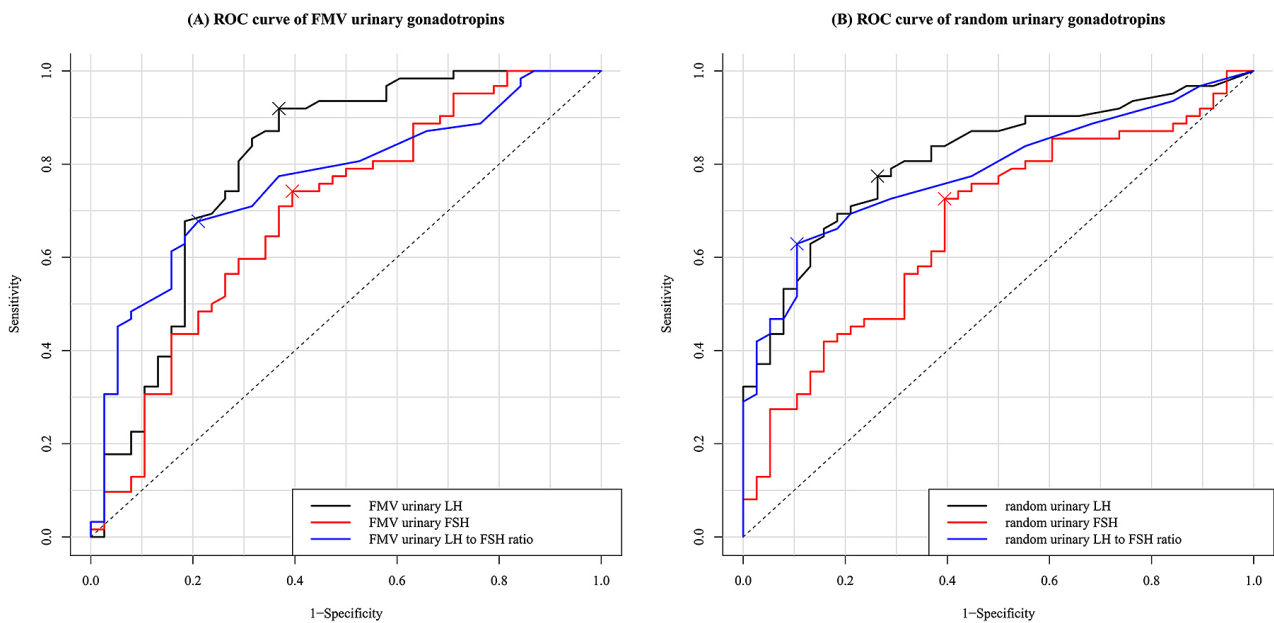 (A) ROC curve of FMV urinary gonadotropins
Sensitivity
1.0
0.8
0.6
0.4
0.2
0.0
FMV urinary LH
FMV urinary FSH
FMV urinary LH to FSH ratio
0.0 0.2 0.4 0.6 0.8 1.0
1−Specificity
(B) ROC curve of random urinary gonadotropins
Sensitivity
1.0
0.8
0.6
0.4
0.2
0.0
random urinary LH
random urinary FSH
random urinary LH to FSH ratio
0.0 0.2 0.4 0.6 0.8 1.0
1−Specificity